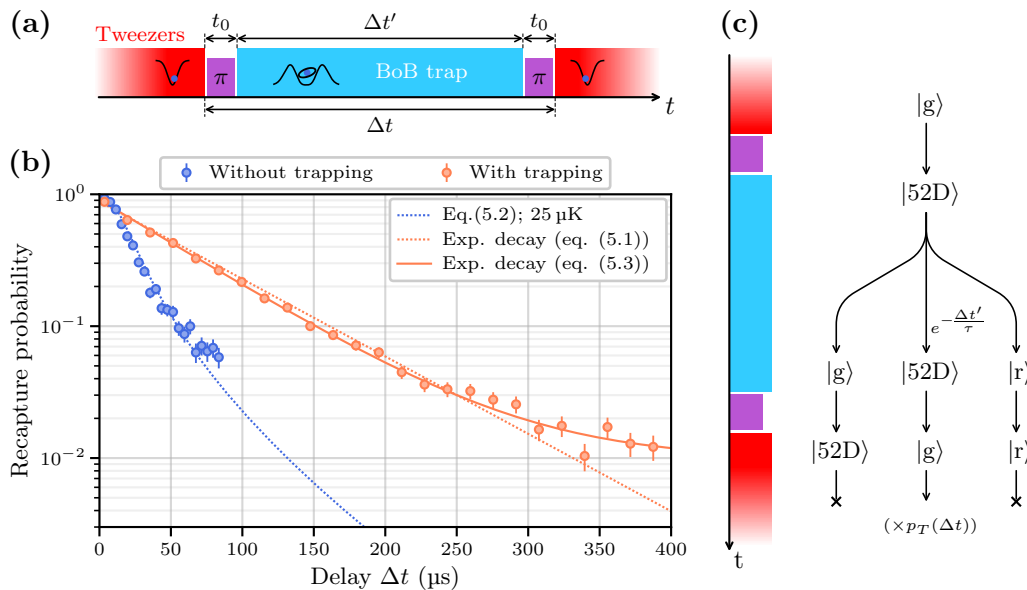 (a)
Tweezers
t₀ Δt′ t₀
π BoB trap π
t
Δt
(b)
Without trapping With trapping
Eq.(5.2); 25 µK
Exp. decay (eq. (5.1))
Exp. decay (eq. (5.3))
Recapture probability
10⁰
10⁻¹
10⁻²
0 50 100 150 200 250 300 350 400
Delay Δt (µs)
(c)
|g⟩
|52D⟩
e^{-Δt′/τ}
|g⟩ |52D⟩ |r⟩
|52D⟩ |g⟩ |r⟩
(×p_T(Δt))
t